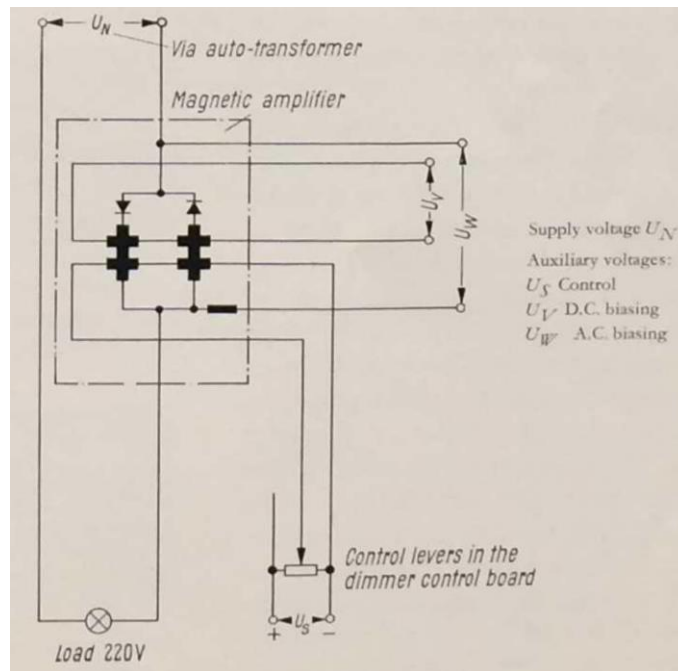 U_N
Via auto-transformer
Magnetic amplifier
U_V
U_W
Supply voltage U_N
Auxiliary voltages:
U_S Control
U_V D.C. biasing
U_W A.C. biasing
Control levers in the
dimmer control board
+ U_S −
Load 220V